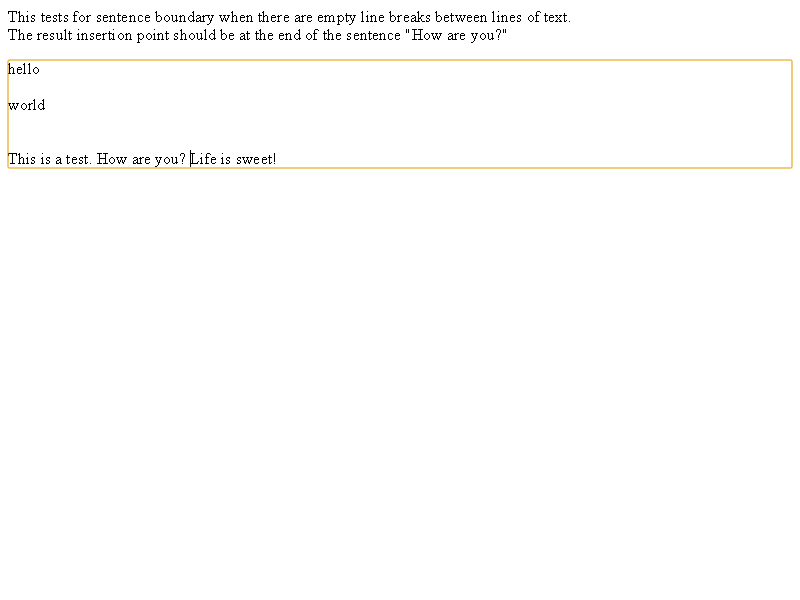 This tests for sentence boundary when there are empty line breaks between lines of text.
The result insertion point should be at the end of the sentence "How are you?"
hello
world
This is a test. How are you? Life is sweet!